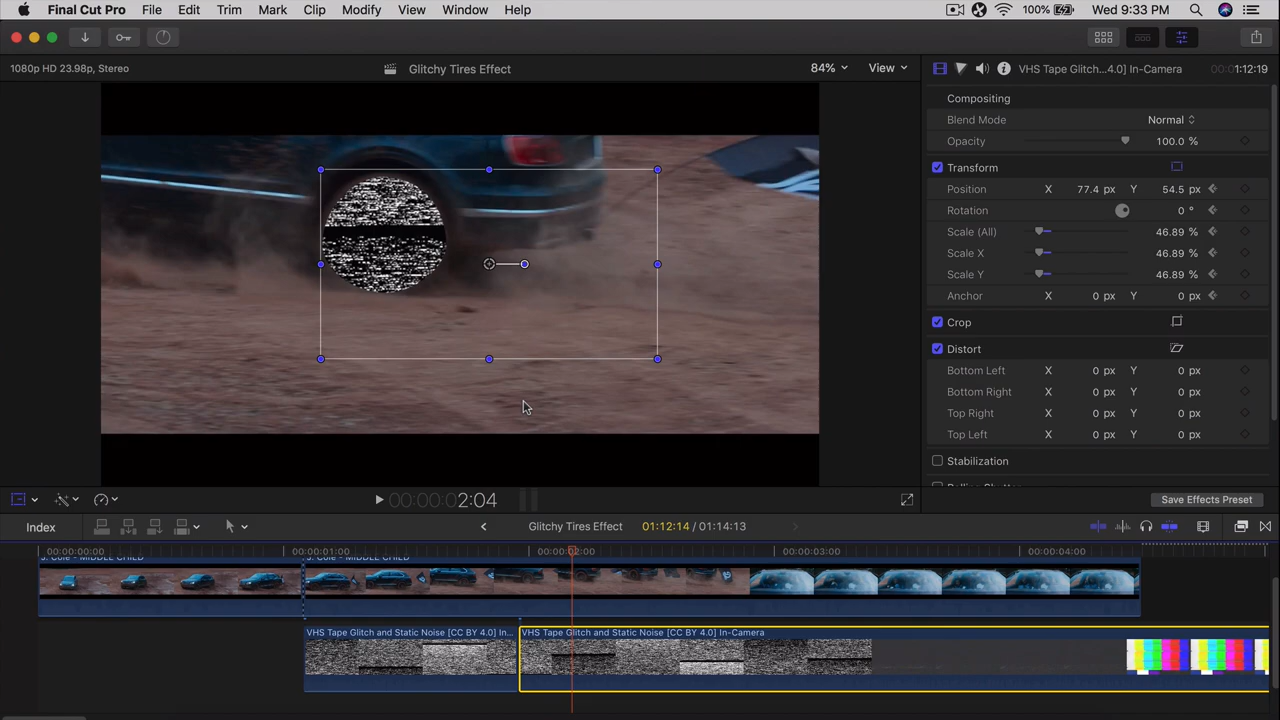 Final Cut Pro File Edit Trim Mark Clip Modify View Window Help 100% Wed 9:33 PM
1080p HD 23.98p, Stereo Glitchy Tires Effect 84% View VHS Tape Glitch...4.0] In-Camera 00:00:01:12:19
Compositing
Blend Mode Normal
Opacity 100.0 %
Transform
Position X 77.4 px Y 54.5 px
Rotation 0 °
Scale (All) 46.89 %
Scale X 46.89 %
Scale Y 46.89 %
Anchor X 0 px Y 0 px
Crop
Distort
Bottom Left X 0 px Y 0 px
Bottom Right X 0 px Y 0 px
Top Right X 0 px Y 0 px
Top Left X 0 px Y 0 px
Stabilization
00:00:00:02:04 Save Effects Preset
Index Glitchy Tires Effect 01:12:14 / 01:14:13
00:00:00:00 00:00:01:00 00:00:02:00 00:00:03:00 00:00:04:00
J. Cole - MIDDLE CHILD J. Cole - MIDDLE CHILD
VHS Tape Glitch and Static Noise [CC BY 4.0] In... VHS Tape Glitch and Static Noise [CC BY 4.0] In-Camera